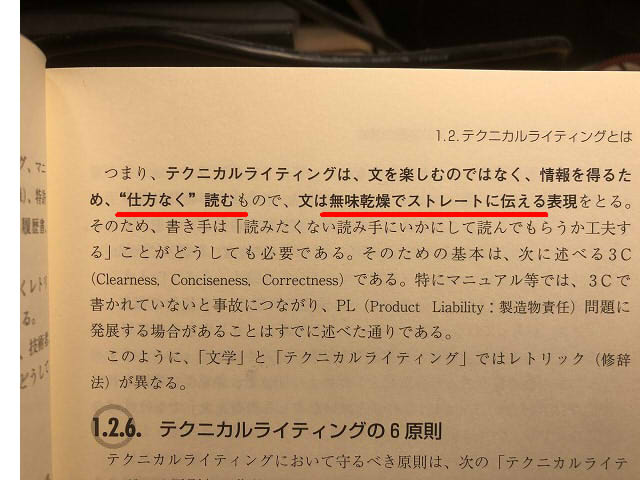 1.2.テクニカルライティングとは
つまり、テクニカルライティングは、文を楽しむのではなく、情報を得るた
め、“仕方なく”読むもので、文は無味乾燥でストレートに伝える表現をとる。
そのため、書き手は「読みたくない読み手にいかにして読んでもらうか工夫す
る」ことがどうしても必要である。そのための基本は、次に述べる3C
(Clearness, Conciseness, Correctness) である。特にマニュアル等では、3Cで
書かれていないと事故につながり、PL (Product Liability：製造物責任) 問題に
発展する場合があることはすでに述べた通りである。
このように、「文学」と「テクニカルライティング」ではレトリック（修辞
法）が異なる。
1.2.6. テクニカルライティングの6原則
テクニカルライティングにおいて守るべき原則は、次の「テクニカルライテ